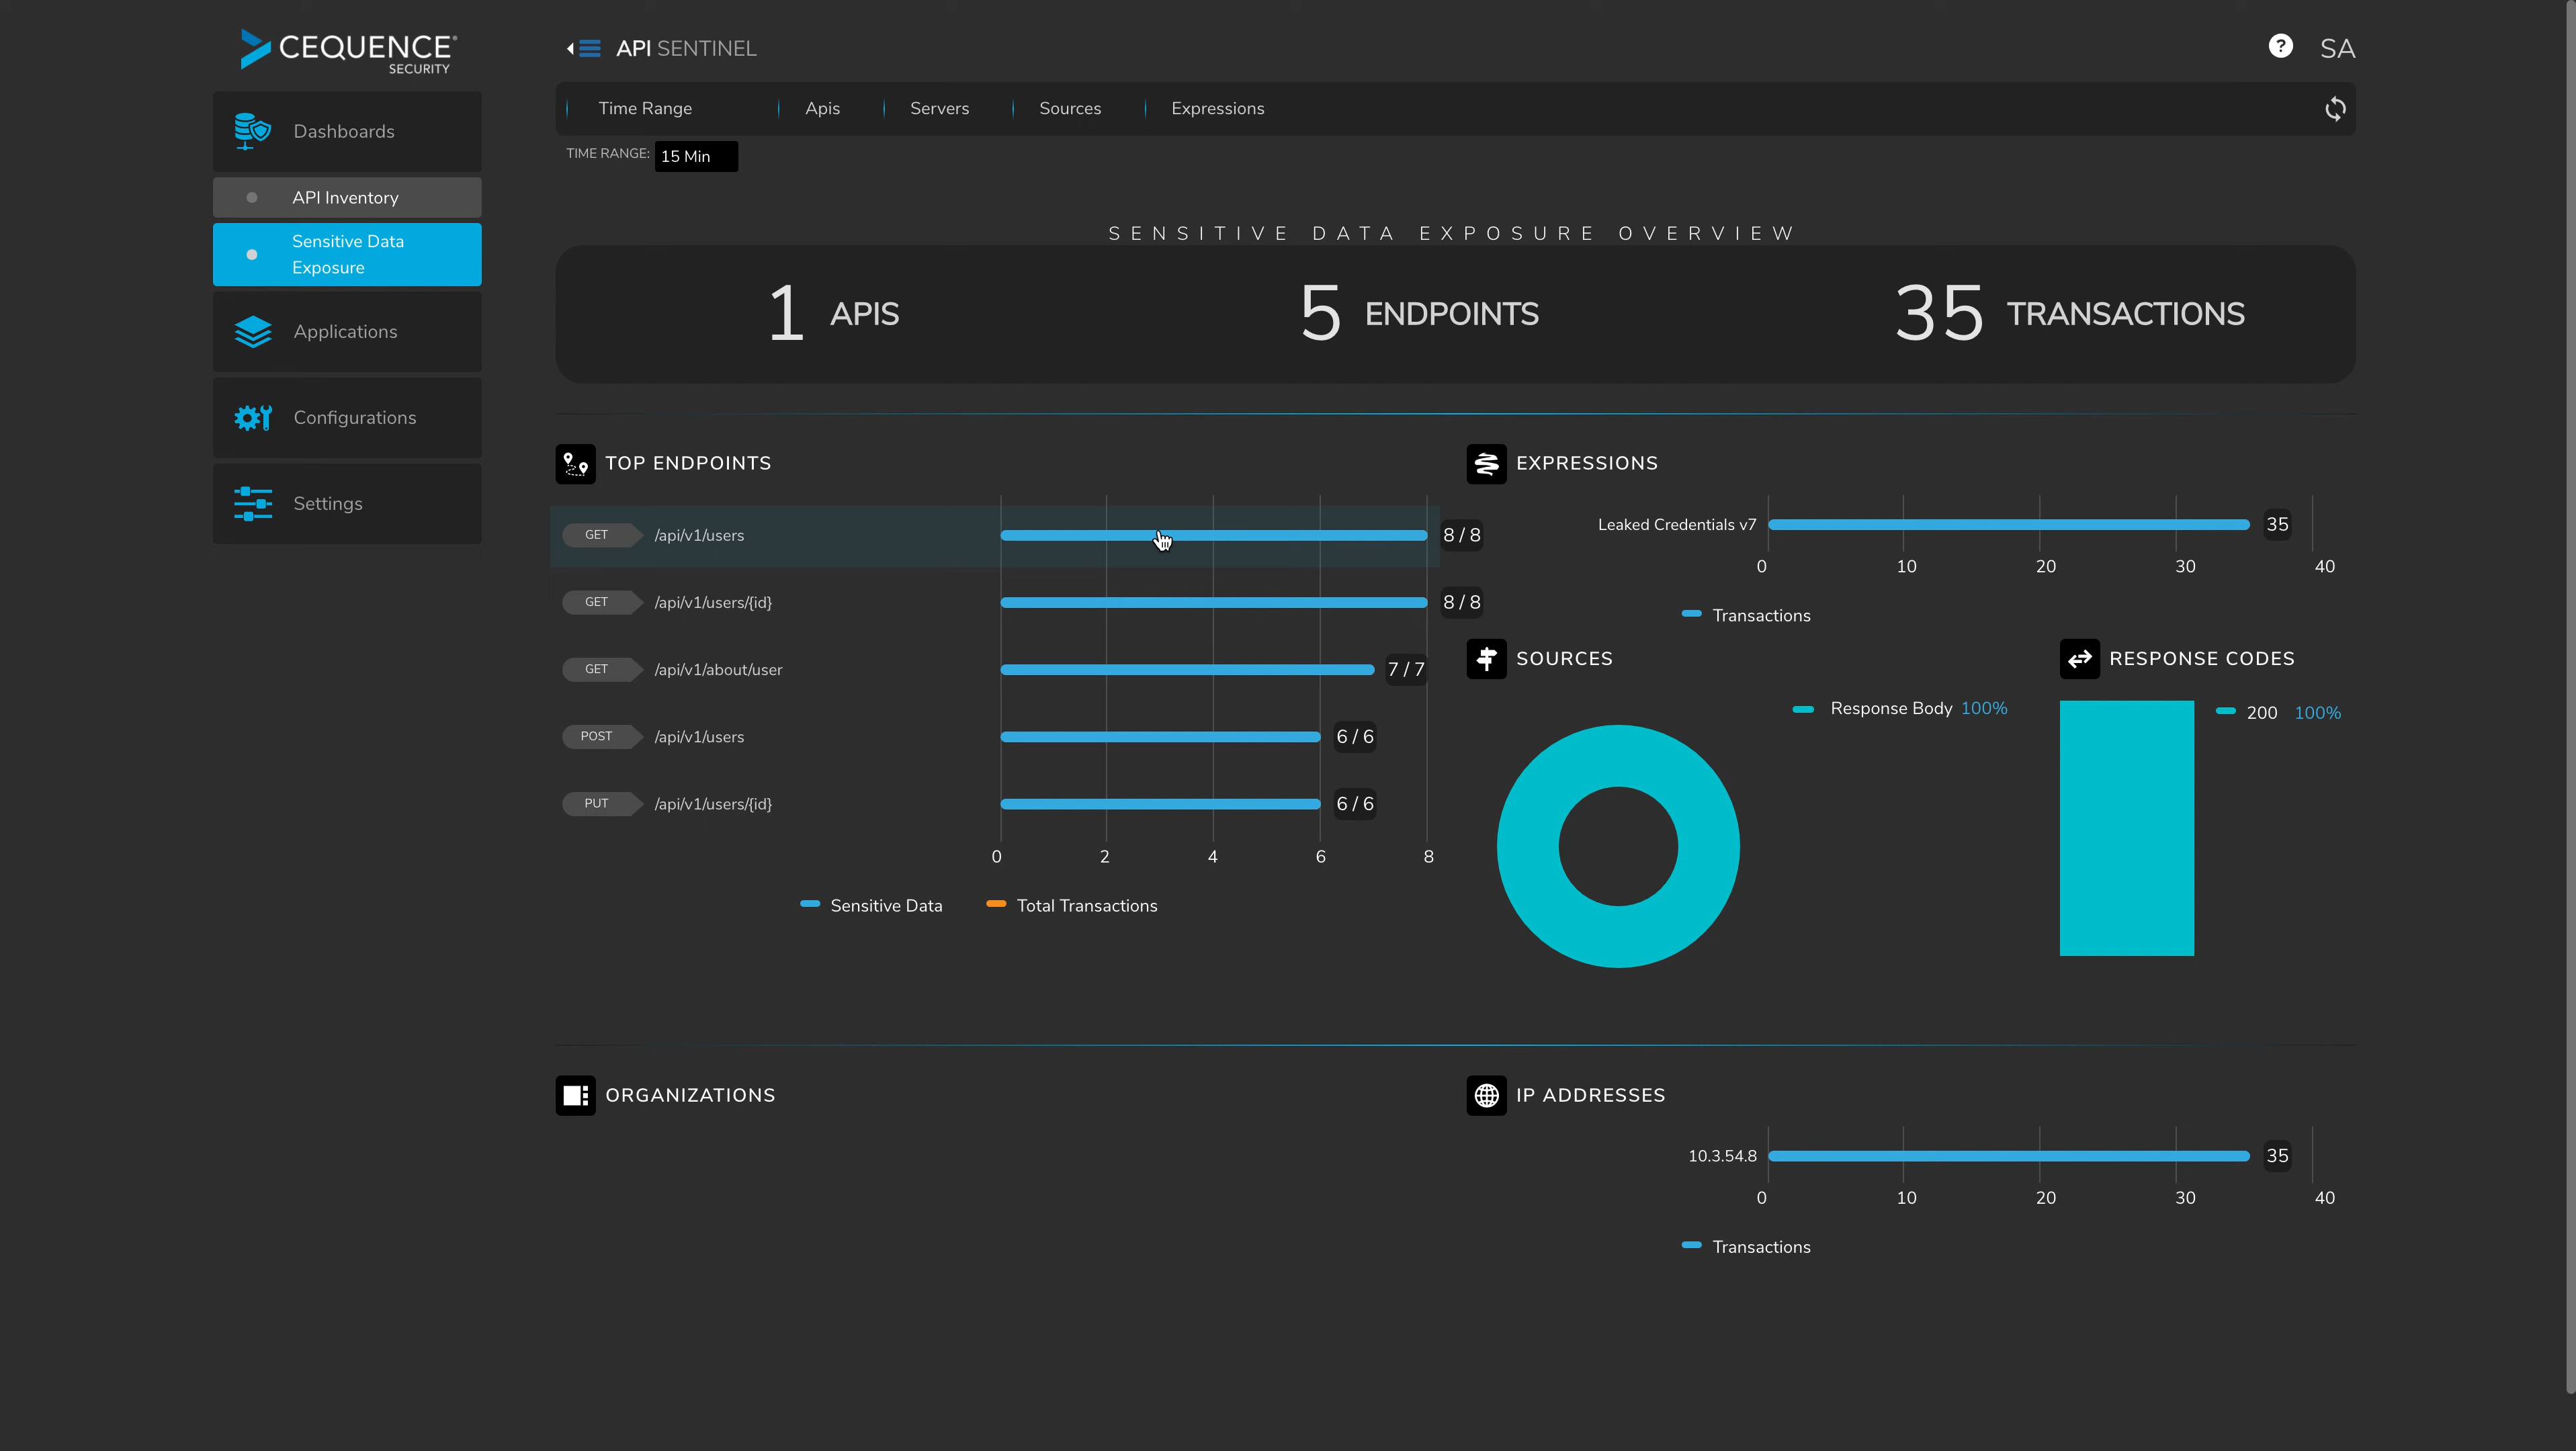 CEQUENCE
SECURITY
API SENTINEL
?
SA
Dashboards
API Inventory
Sensitive Data
Exposure
Applications
Configurations
Settings
Time Range
Apis
Servers
Sources
Expressions
TIME RANGE: 15 Min
SENSITIVE DATA EXPOSURE OVERVIEW
1 APIS
5 ENDPOINTS
35 TRANSACTIONS
TOP ENDPOINTS
GET /api/v1/users 8 / 8
GET /api/v1/users/{id} 8 / 8
GET /api/v1/about/user 7 / 7
POST /api/v1/users 6 / 6
PUT /api/v1/users/{id} 6 / 6
0 2 4 6 8
Sensitive Data Total Transactions
EXPRESSIONS
Leaked Credentials v7 35
0 10 20 30 40
Transactions
SOURCES
Response Body 100%
RESPONSE CODES
200 100%
ORGANIZATIONS
IP ADDRESSES
10.3.54.8 35
0 10 20 30 40
Transactions